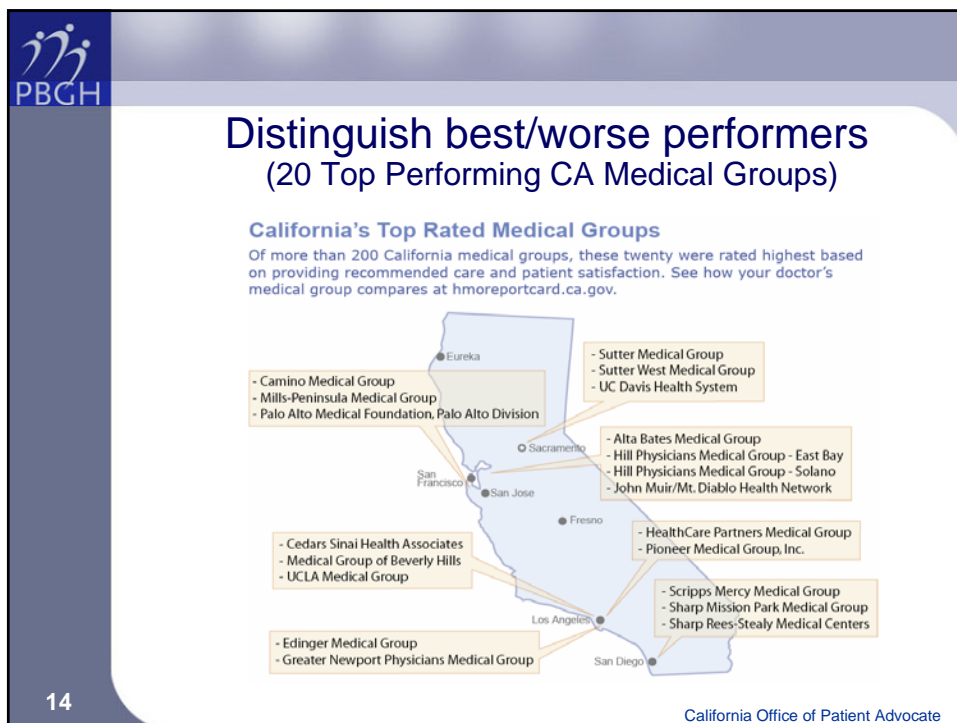 PBGH
Distinguish best/worse performers
(20 Top Performing CA Medical Groups)
California's Top Rated Medical Groups
Of more than 200 California medical groups, these twenty were rated highest based
on providing recommended care and patient satisfaction. See how your doctor's
medical group compares at hmoreportcard.ca.gov.
Eureka
- Sutter Medical Group
- Sutter West Medical Group
- UC Davis Health System
- Camino Medical Group
- Mills-Peninsula Medical Group
- Palo Alto Medical Foundation, Palo Alto Division
Sacramento
- Alta Bates Medical Group
- Hill Physicians Medical Group - East Bay
- Hill Physicians Medical Group - Solano
- John Muir/Mt. Diablo Health Network
San
Francisco
San Jose
Fresno
- HealthCare Partners Medical Group
- Pioneer Medical Group, Inc.
- Cedars Sinai Health Associates
- Medical Group of Beverly Hills
- UCLA Medical Group
- Scripps Mercy Medical Group
- Sharp Mission Park Medical Group
- Sharp Rees-Stealy Medical Centers
Los Angeles
- Edinger Medical Group
- Greater Newport Physicians Medical Group
San Diego
14
California Office of Patient Advocate